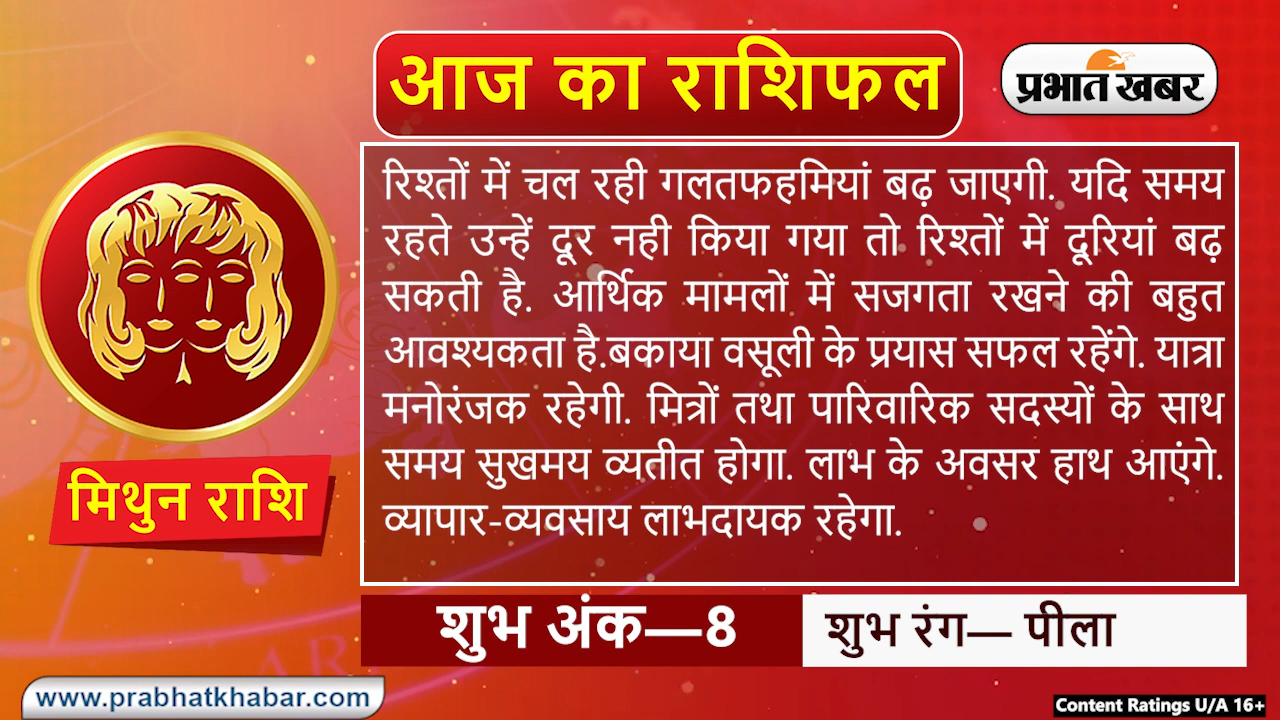 आज का राशिफल
प्रभात खबर
रिश्तों में चल रही गलतफहमियां बढ़ जाएगी. यदि समय
रहते उन्हें दूर नही किया गया तो रिश्तों में दूरियां बढ़
सकती है. आर्थिक मामलों में सजगता रखने की बहुत
आवश्यकता है.बकाया वसूली के प्रयास सफल रहेंगे. यात्रा
मनोरंजक रहेगी. मित्रों तथा पारिवारिक सदस्यों के साथ
समय सुखमय व्यतीत होगा. लाभ के अवसर हाथ आएंगे.
व्यापार-व्यवसाय लाभदायक रहेगा.
मिथुन राशि
शुभ अंक—8
शुभ रंग— पीला
www.prabhatkhabar.com
Content Ratings U/A 16+